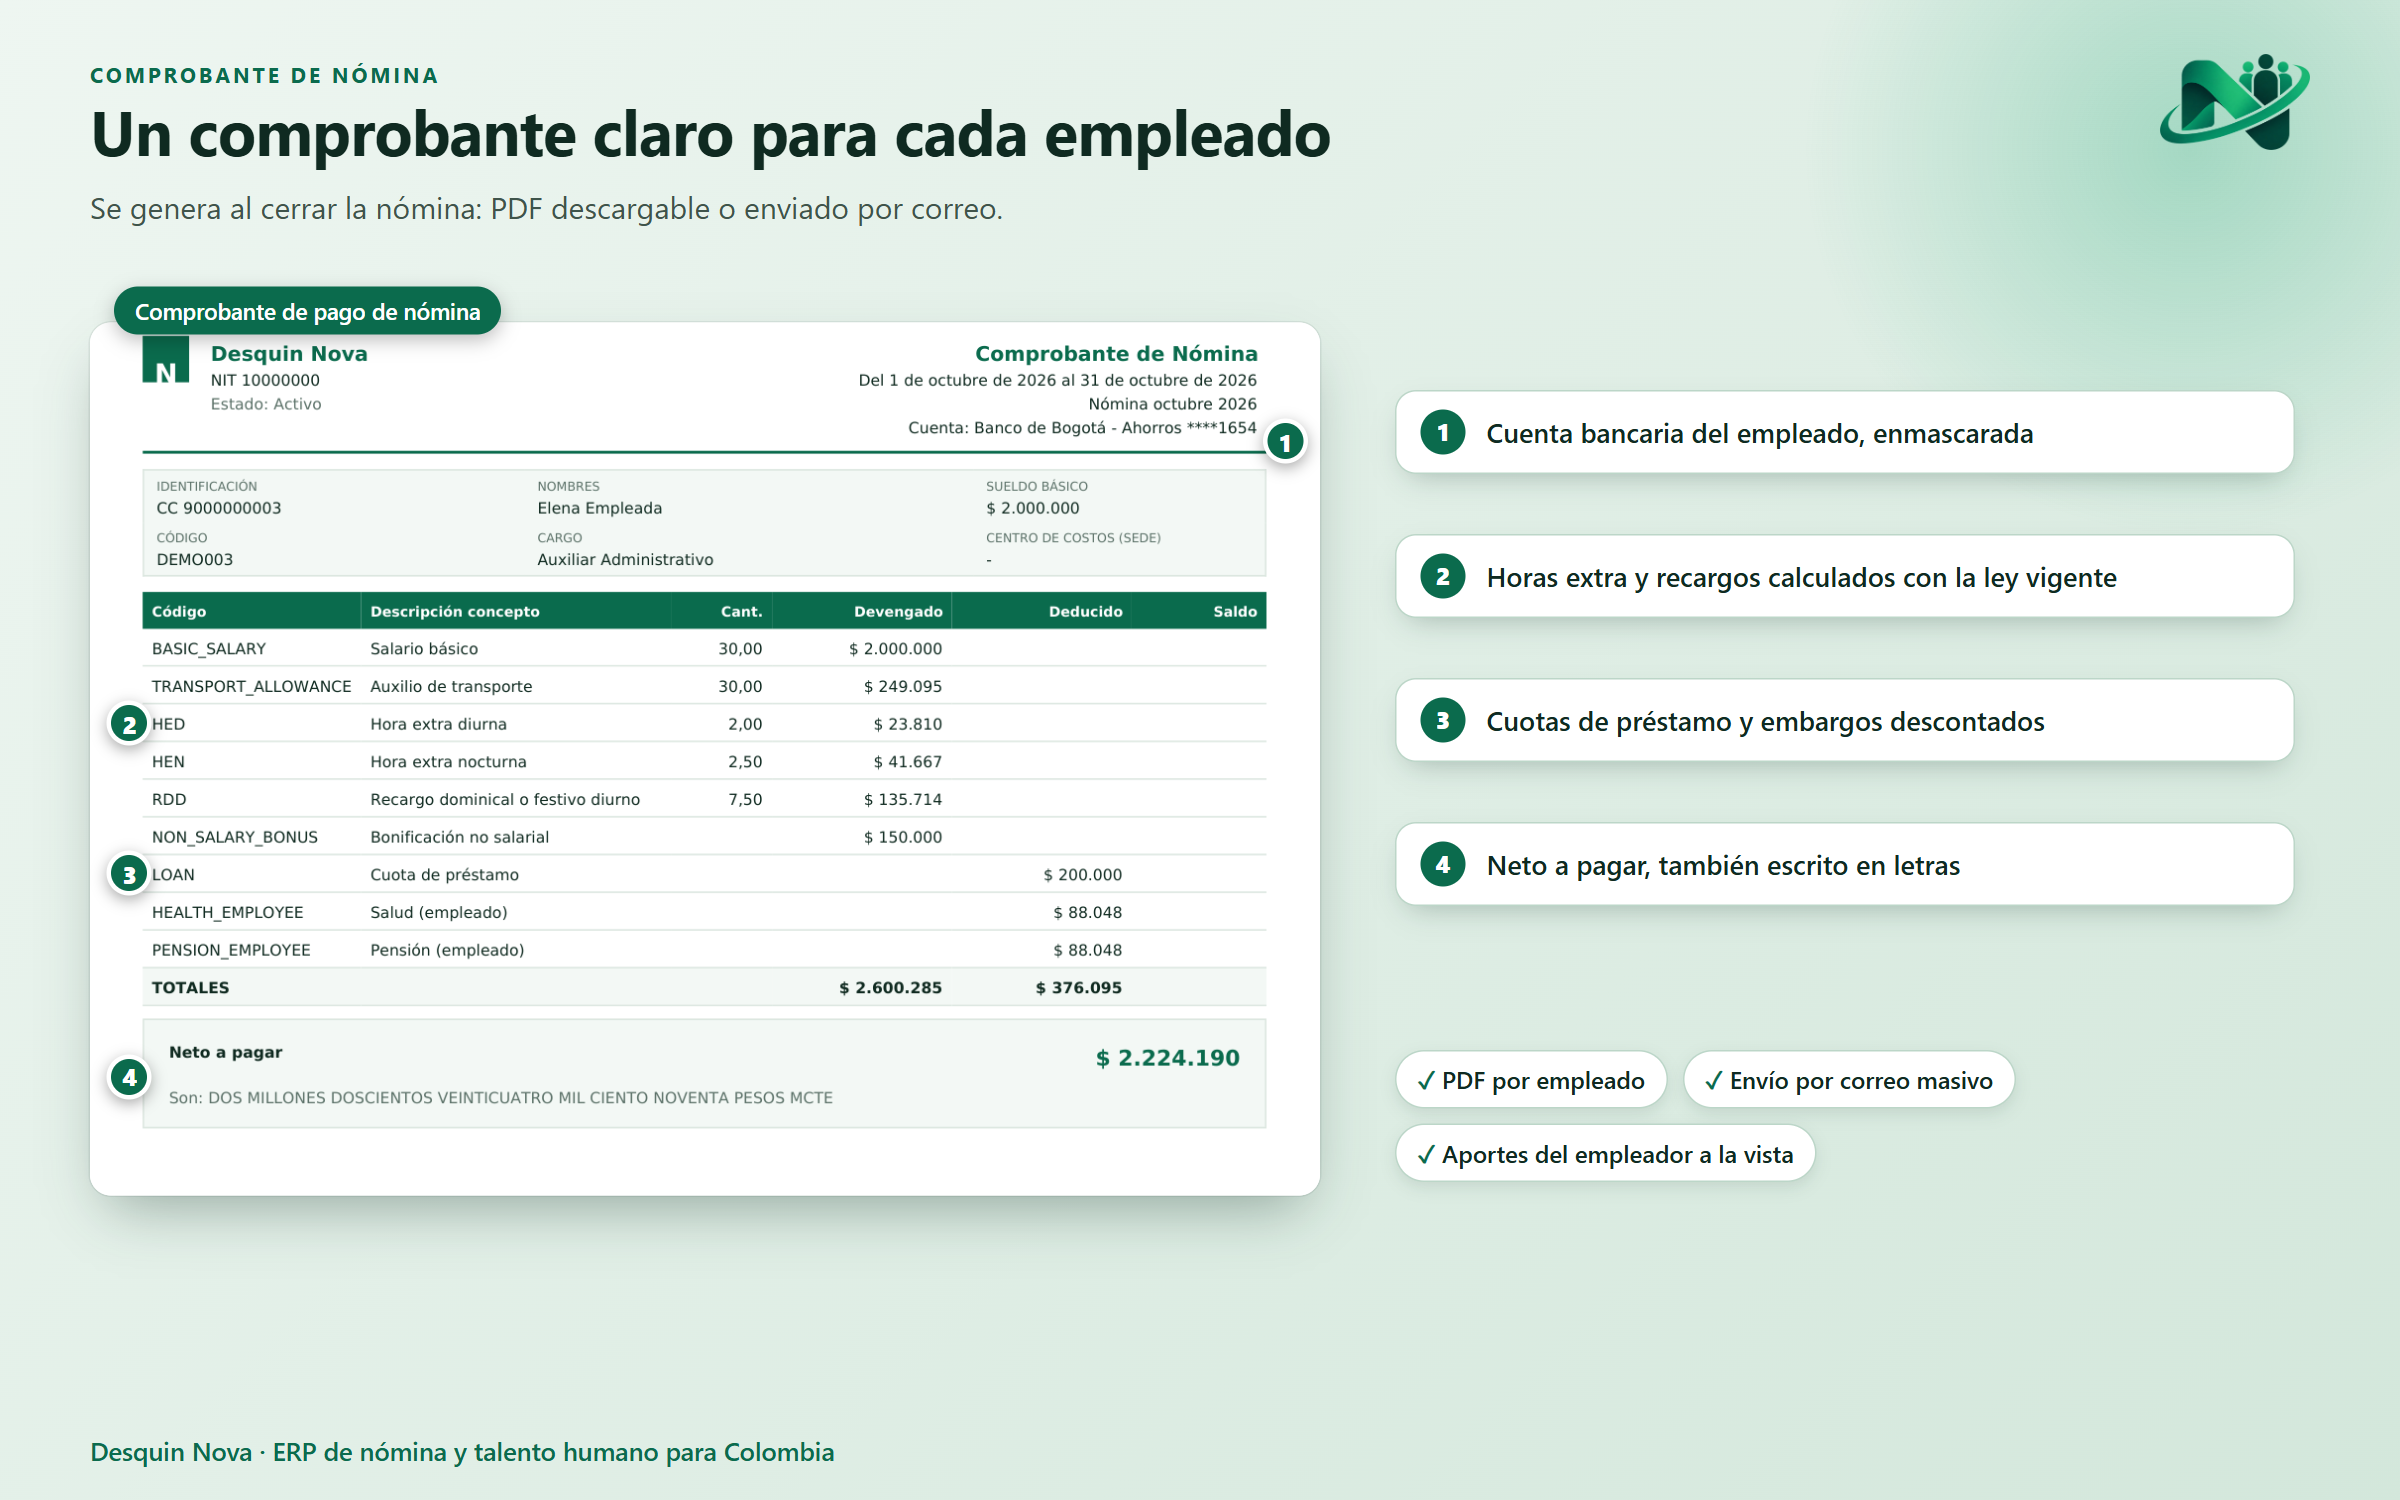 COMPROBANTE DE NÓMINA
Un comprobante claro para cada empleado
Se genera al cerrar la nómina: PDF descargable o enviado por correo.
Comprobante de pago de nómina
N
Desquin Nova
NIT 10000000
Estado: Activo
Comprobante de Nómina
Del 1 de octubre de 2026 al 31 de octubre de 2026
Nómina octubre 2026
Cuenta: Banco de Bogotá - Ahorros ****1654
1
IDENTIFICACIÓN NOMBRES SUELDO BÁSICO
CC 9000000003 Elena Empleada $ 2.000.000
CÓDIGO CARGO CENTRO DE COSTOS (SEDE)
DEMO003 Auxiliar Administrativo -
Código Descripción concepto Cant. Devengado Deducido Saldo
BASIC_SALARY Salario básico 30,00 $ 2.000.000
TRANSPORT_ALLOWANCE Auxilio de transporte 30,00 $ 249.095
2 HED Hora extra diurna 2,00 $ 23.810
HEN Hora extra nocturna 2,50 $ 41.667
RDD Recargo dominical o festivo diurno 7,50 $ 135.714
NON_SALARY_BONUS Bonificación no salarial $ 150.000
3 LOAN Cuota de préstamo $ 200.000
HEALTH_EMPLOYEE Salud (empleado) $ 88.048
PENSION_EMPLOYEE Pensión (empleado) $ 88.048
TOTALES $ 2.600.285 $ 376.095
Neto a pagar $ 2.224.190
4
Son: DOS MILLONES DOSCIENTOS VEINTICUATRO MIL CIENTO NOVENTA PESOS MCTE
1 Cuenta bancaria del empleado, enmascarada
2 Horas extra y recargos calculados con la ley vigente
3 Cuotas de préstamo y embargos descontados
4 Neto a pagar, también escrito en letras
✓ PDF por empleado ✓ Envío por correo masivo
✓ Aportes del empleador a la vista
Desquin Nova · ERP de nómina y talento humano para Colombia